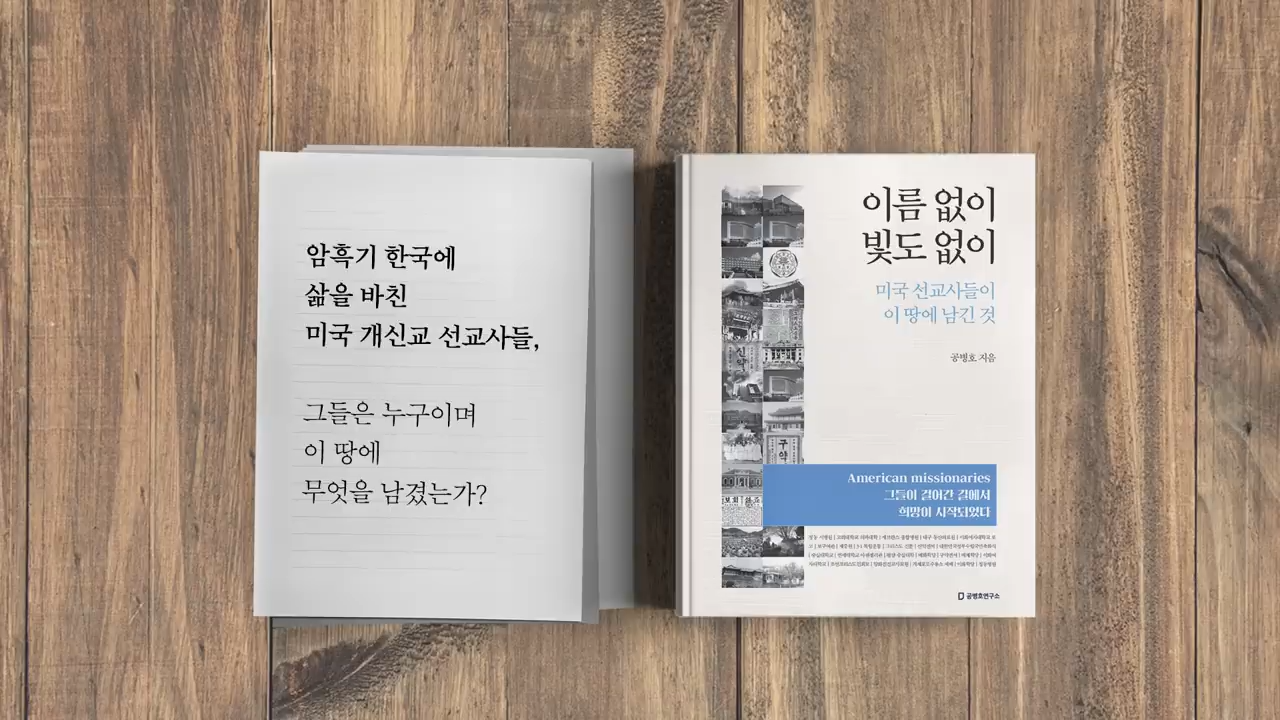 암흑기 한국에
삶을 바친
미국 개신교 선교사들,
그들은 누구이며
이 땅에
무엇을 남겼는가?
이름 없이
빛도 없이
미국 선교사들이
이 땅에 남긴 것
공병호 지음
신약
구약
American missionaries
그들이 걸어간 길에서
희망이 시작되었다
공병호연구소